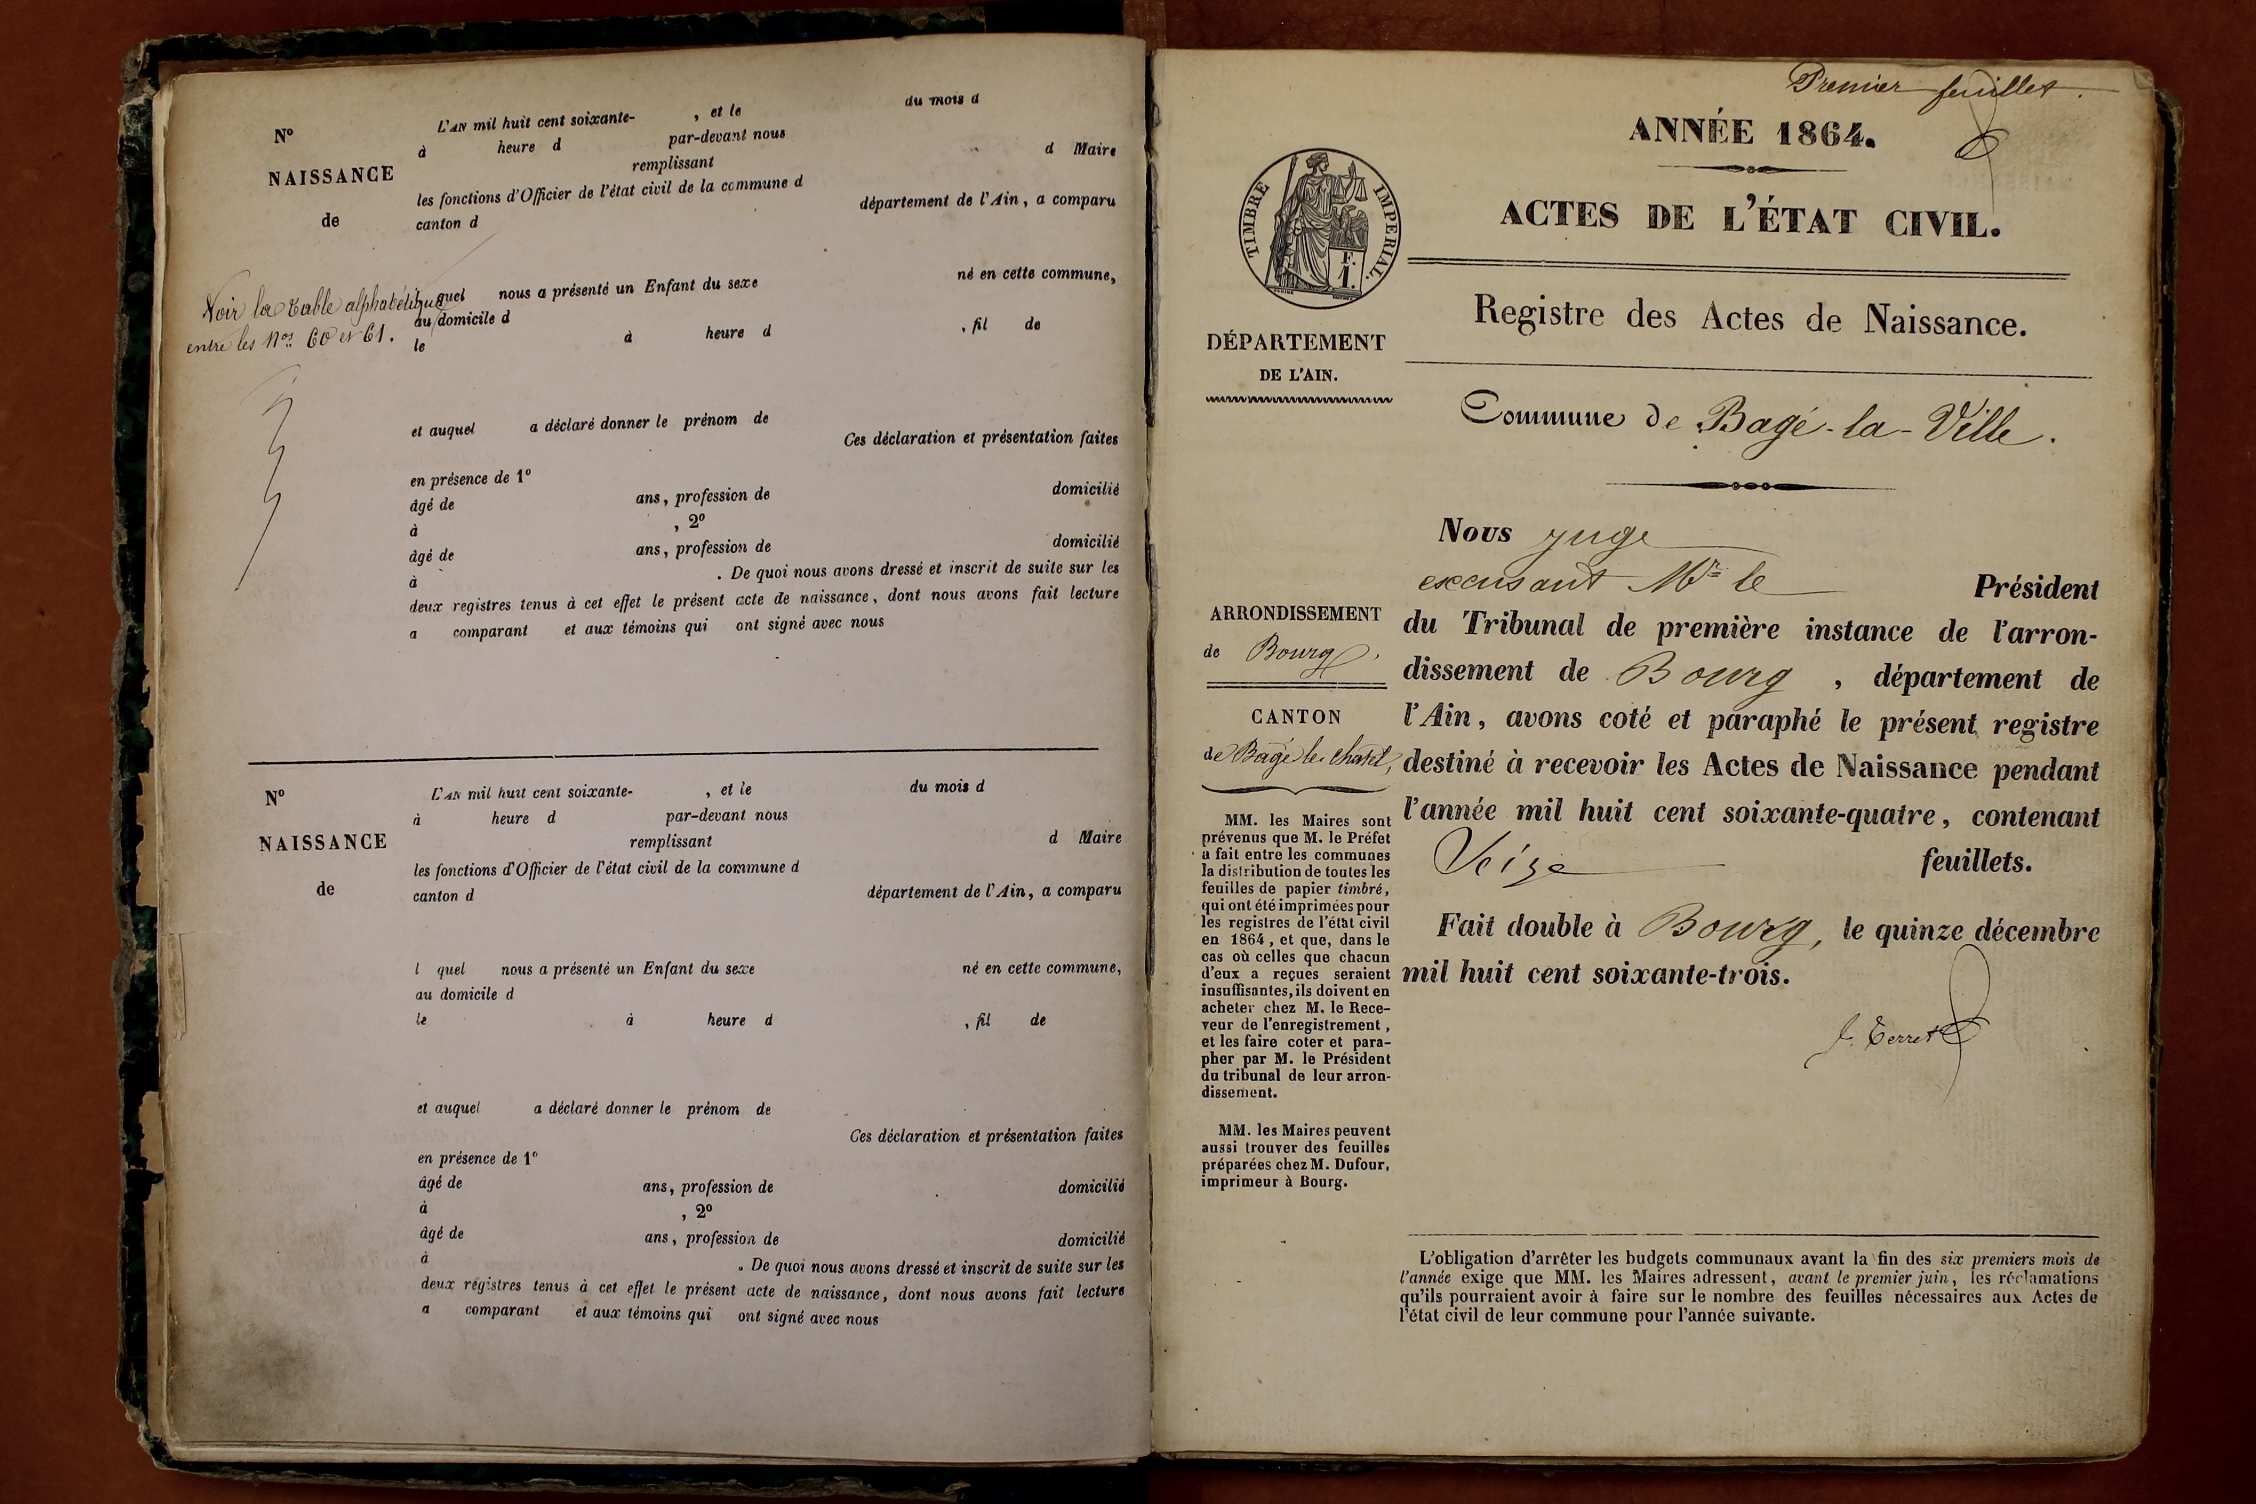 N°
NAISSANCE
de
L'AN mil huit cent soixante- , et le du mois d
à heure d par-devant nous
remplissant d Maire
les fonctions d'Officier de l'état civil de la commune d
canton d département de l'Ain, a comparu
Voir la Table alphabétique
entre les Nos 60 et 61.
l quel nous a présenté un Enfant du sexe né en cette commune,
au domicile d
le à heure d , fil de
et auquel a déclaré donner le prénom de
Ces déclaration et présentation faites
en présence de 1°
âgé de ans, profession de domicilié
à , 2°
âgé de ans, profession de domicilié
à . De quoi nous avons dressé et inscrit de suite sur les
deux registres tenus à cet effet le présent acte de naissance, dont nous avons fait lecture
a comparant et aux témoins qui ont signé avec nous
N°
NAISSANCE
de
L'AN mil huit cent soixante- , et le du mois d
à heure d par-devant nous
remplissant d Maire
les fonctions d'Officier de l'état civil de la commune d
canton d département de l'Ain, a comparu
l quel nous a présenté un Enfant du sexe né en cette commune,
au domicile d
le à heure d , fil de
et auquel a déclaré donner le prénom de
Ces déclaration et présentation faites
en présence de 1°
âgé de ans, profession de domicilié
à , 2°
âgé de ans, profession de domicilié
à . De quoi nous avons dressé et inscrit de suite sur les
deux registres tenus à cet effet le présent acte de naissance, dont nous avons fait lecture
a comparant et aux témoins qui ont signé avec nous
Premier feuillet.
ANNÉE 1864.
ACTES DE L'ÉTAT CIVIL.
TIMBRE IMPERIAL.
F.
1.
Registre des Actes de Naissance.
DÉPARTEMENT
DE L'AIN.
Commune de Bagé-la-Ville.
ARRONDISSEMENT
de Bourg
CANTON
de Bagé le chatel,
MM. les Maires sont
prévenus que M. le Préfet
a fait entre les communes
la distribution de toutes les
feuilles de papier timbré,
qui ont été imprimées pour
les registres de l'état civil
en 1864, et que, dans le
cas où celles que chacun
d'eux a reçues seraient
insuffisantes, ils doivent en
acheter chez M. le Rece-
veur de l'enregistrement,
et les faire coter et para-
pher par M. le Président
du tribunal de leur arron-
dissement.
MM. les Maires peuvent
aussi trouver des feuilles
préparées chez M. Dufour,
imprimeur à Bourg.
Nous juge
excusant Mr le Président
du Tribunal de première instance de l'arron-
dissement de Bourg , département de
l'Ain, avons coté et paraphé le présent registre
destiné à recevoir les Actes de Naissance pendant
l'année mil huit cent soixante-quatre, contenant
Seize feuillets.
Fait double à Bourg, le quinze décembre
mil huit cent soixante-trois.
Terret
L'obligation d'arrêter les budgets communaux avant la fin des six premiers mois de
l'année exige que MM. les Maires adressent, avant le premier juin, les réclamations
qu'ils pourraient avoir à faire sur le nombre des feuilles nécessaires aux Actes de
l'état civil de leur commune pour l'année suivante.